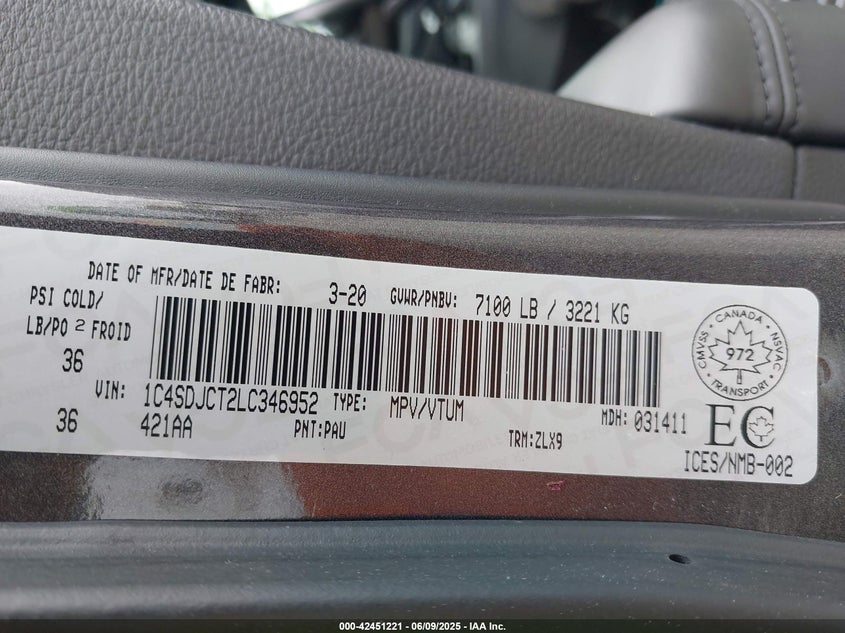 DATE OF MFR/DATE DE FABR: 3-20 GVWR/PNBV: 7100 LB / 3221 KG
PSI COLD/
LB/PO 2 FROID
36
VIN: 1C4SDJCT2LC346952 TYPE: MPV/VTUM MDH: 031411
36 421AA PNT:PAU TRM:ZLX9
CMVSS • CANADA • NSVAC
972
TRANSPORT
EC
ICES/NMB-002
000-42451221 - 06/09/2025 - IAA Inc.